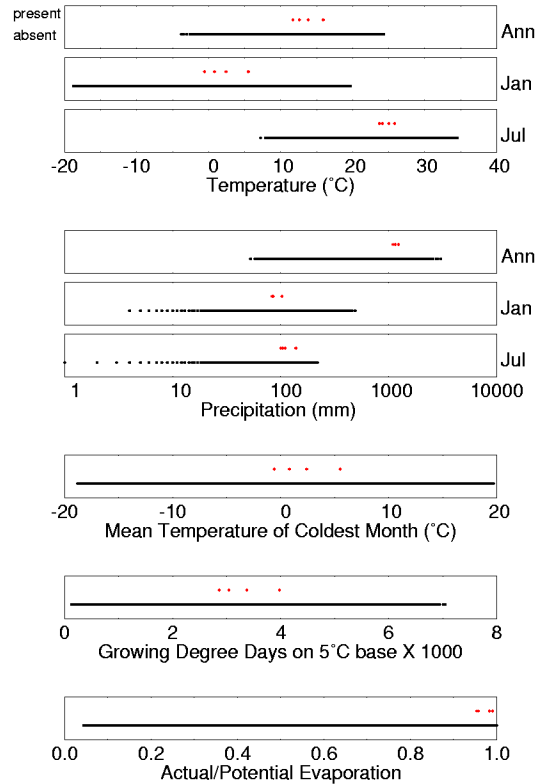 present
absent
Ann
Jan
Jul
-20 -10 0 10 20 30 40
Temperature (˚C)
Ann
Jan
Jul
1 10 100 1000 10000
Precipitation (mm)
-20 -10 0 10 20
Mean Temperature of Coldest Month (˚C)
0 2 4 6 8
Growing Degree Days on 5˚C base X 1000
0.0 0.2 0.4 0.6 0.8 1.0
Actual/Potential Evaporation